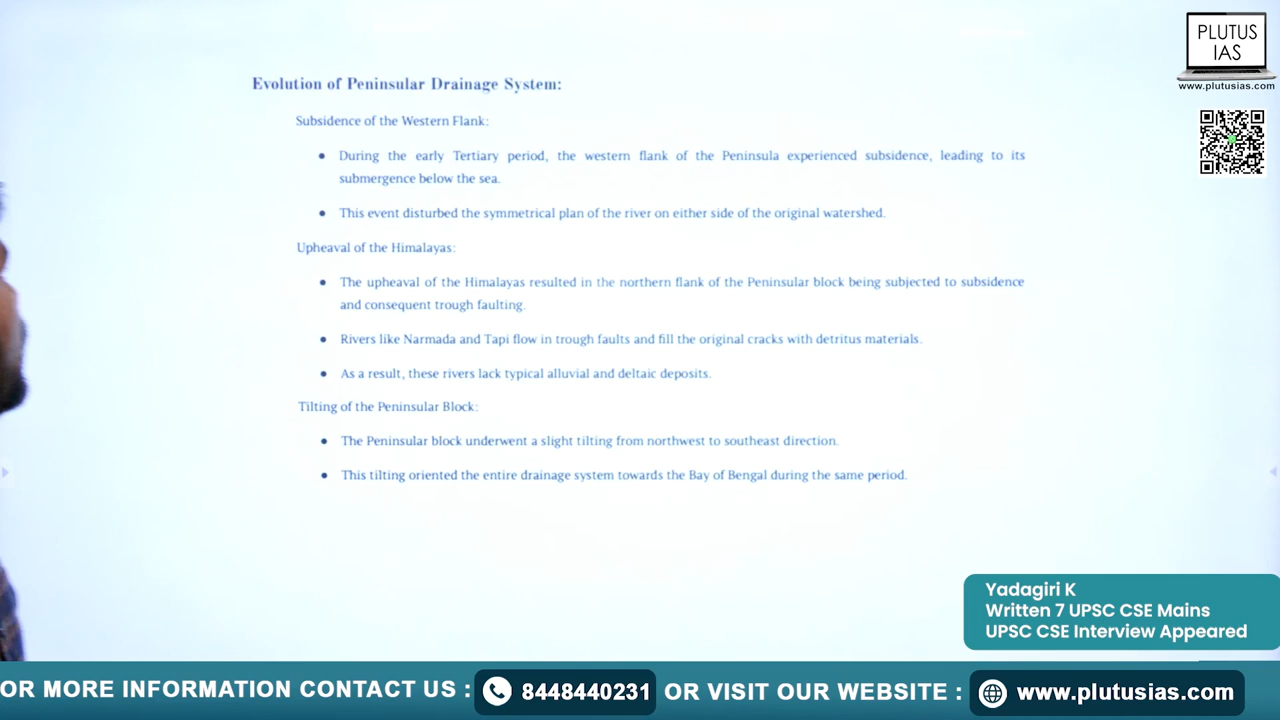 PLUTUS
IAS
www.plutusias.com
Evolution of Peninsular Drainage System:
Subsidence of the Western Flank:
• During the early Tertiary period, the western flank of the Peninsula experienced subsidence, leading to its
submergence below the sea.
• This event disturbed the symmetrical plan of the river on either side of the original watershed.
Upheaval of the Himalayas:
• The upheaval of the Himalayas resulted in the northern flank of the Peninsular block being subjected to subsidence
and consequent trough faulting.
• Rivers like Narmada and Tapi flow in trough faults and fill the original cracks with detritus materials.
• As a result, these rivers lack typical alluvial and deltaic deposits.
Tilting of the Peninsular Block:
• The Peninsular block underwent a slight tilting from northwest to southeast direction.
• This tilting oriented the entire drainage system towards the Bay of Bengal during the same period.
Yadagiri K
Written 7 UPSC CSE Mains
UPSC CSE Interview Appeared
OR MORE INFORMATION CONTACT US : 8448440231 OR VISIT OUR WEBSITE : www.plutusias.com